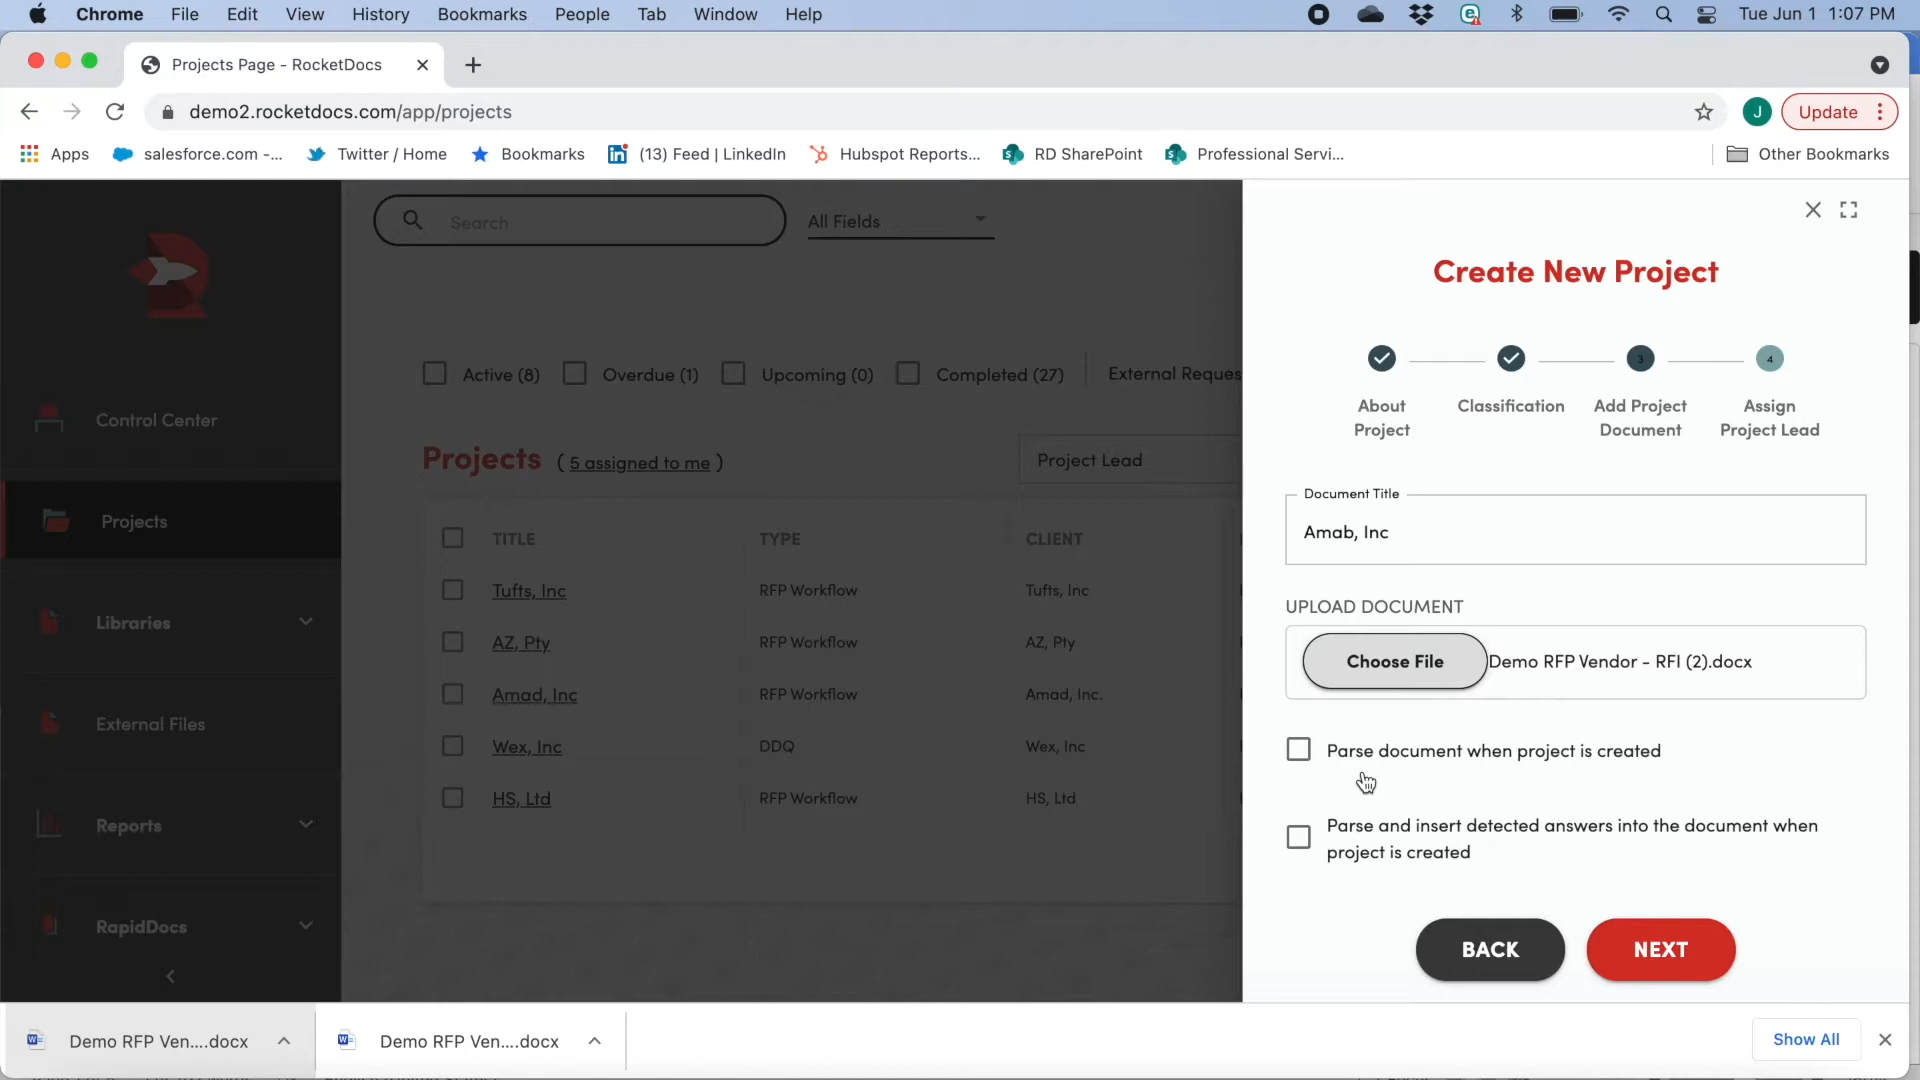 Chrome File Edit View History Bookmarks People Tab Window Help Tue Jun 1 1:07 PM
Projects Page - RocketDocs
demo2.rocketdocs.com/app/projects J Update
Apps salesforce.com -... Twitter / Home Bookmarks (13) Feed | LinkedIn Hubspot Reports... RD SharePoint Professional Servi... Other Bookmarks
Search All Fields
Create New Project
3 4
Active (8) Overdue (1) Upcoming (0) Completed (27) External Reques
About Project
Classification
Add Project Document
Assign Project Lead
Control Center
Projects
Libraries
External Files
Reports
RapidDocs
Projects ( 5 assigned to me ) Project Lead
TITLE TYPE CLIENT
Tufts, Inc RFP Workflow Tufts, Inc
AZ, Pty RFP Workflow AZ, Pty
Amad, Inc RFP Workflow Amad, Inc.
Wex, Inc DDQ Wex, Inc
HS, Ltd RFP Workflow HS, Ltd
Document Title
Amab, Inc
UPLOAD DOCUMENT
Choose File Demo RFP Vendor - RFI (2).docx
Parse document when project is created
Parse and insert detected answers into the document when
project is created
BACK NEXT
Demo RFP Ven....docx Demo RFP Ven....docx Show All